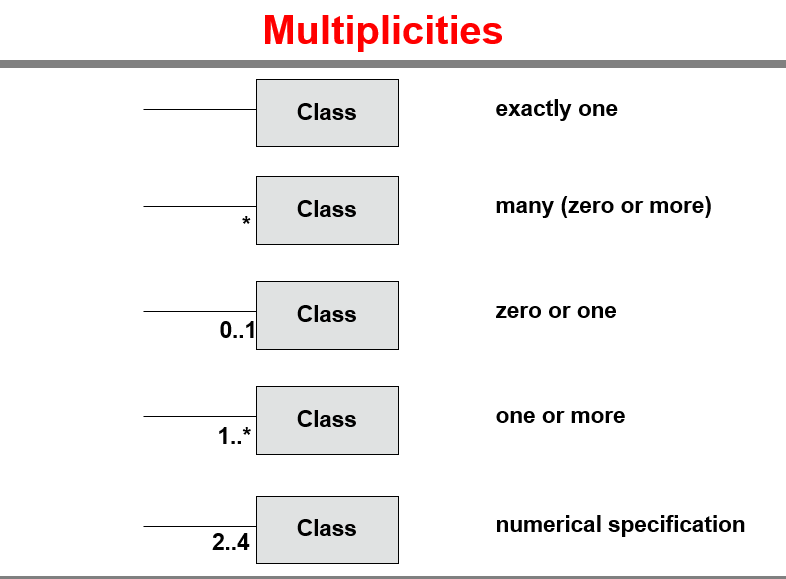 Multiplicities
Class exactly one
Class many (zero or more)
*
Class zero or one
0..1
Class one or more
1..*
Class numerical specification
2..4